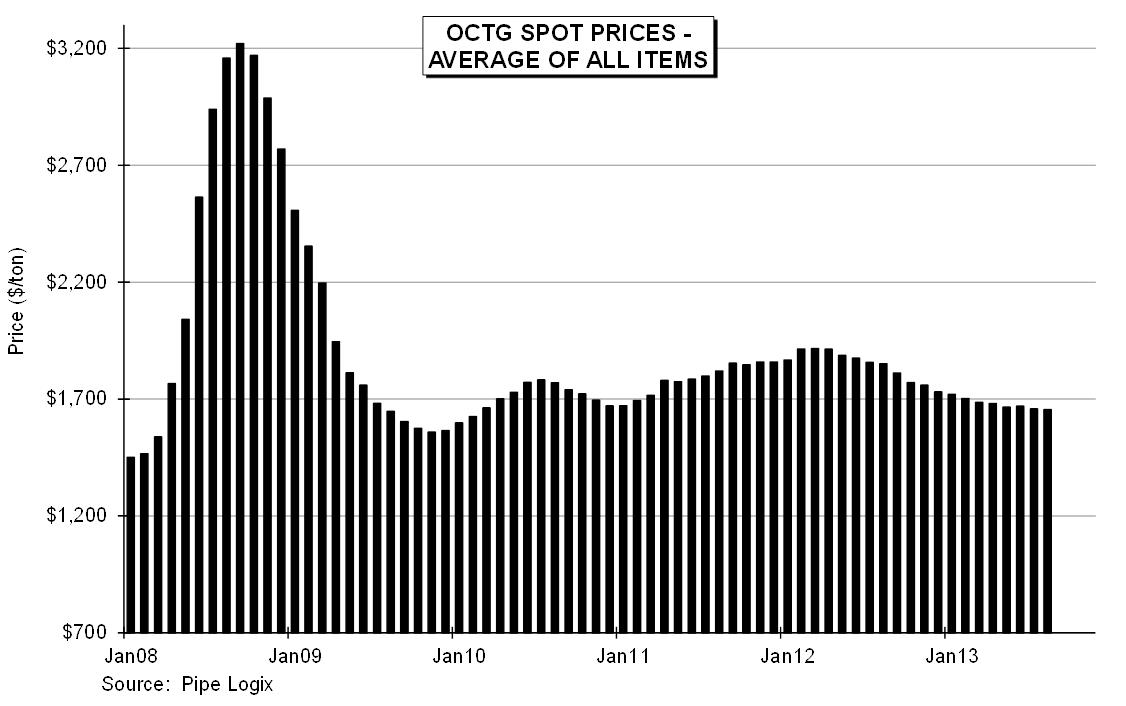 OCTG SPOT PRICES -
AVERAGE OF ALL ITEMS
Price ($/ton)
$3,200
$2,700
$2,200
$1,700
$1,200
$700
Jan08 Jan09 Jan10 Jan11 Jan12 Jan13
Source: Pipe Logix